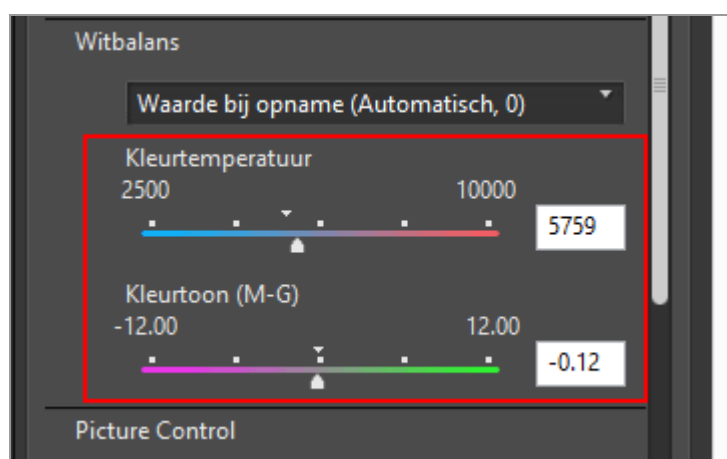 Witbalans
Waarde bij opname (Automatisch, 0)
Kleurtemperatuur
2500 10000
5759
Kleurtoon (M-G)
-12.00 12.00
-0.12
Picture Control